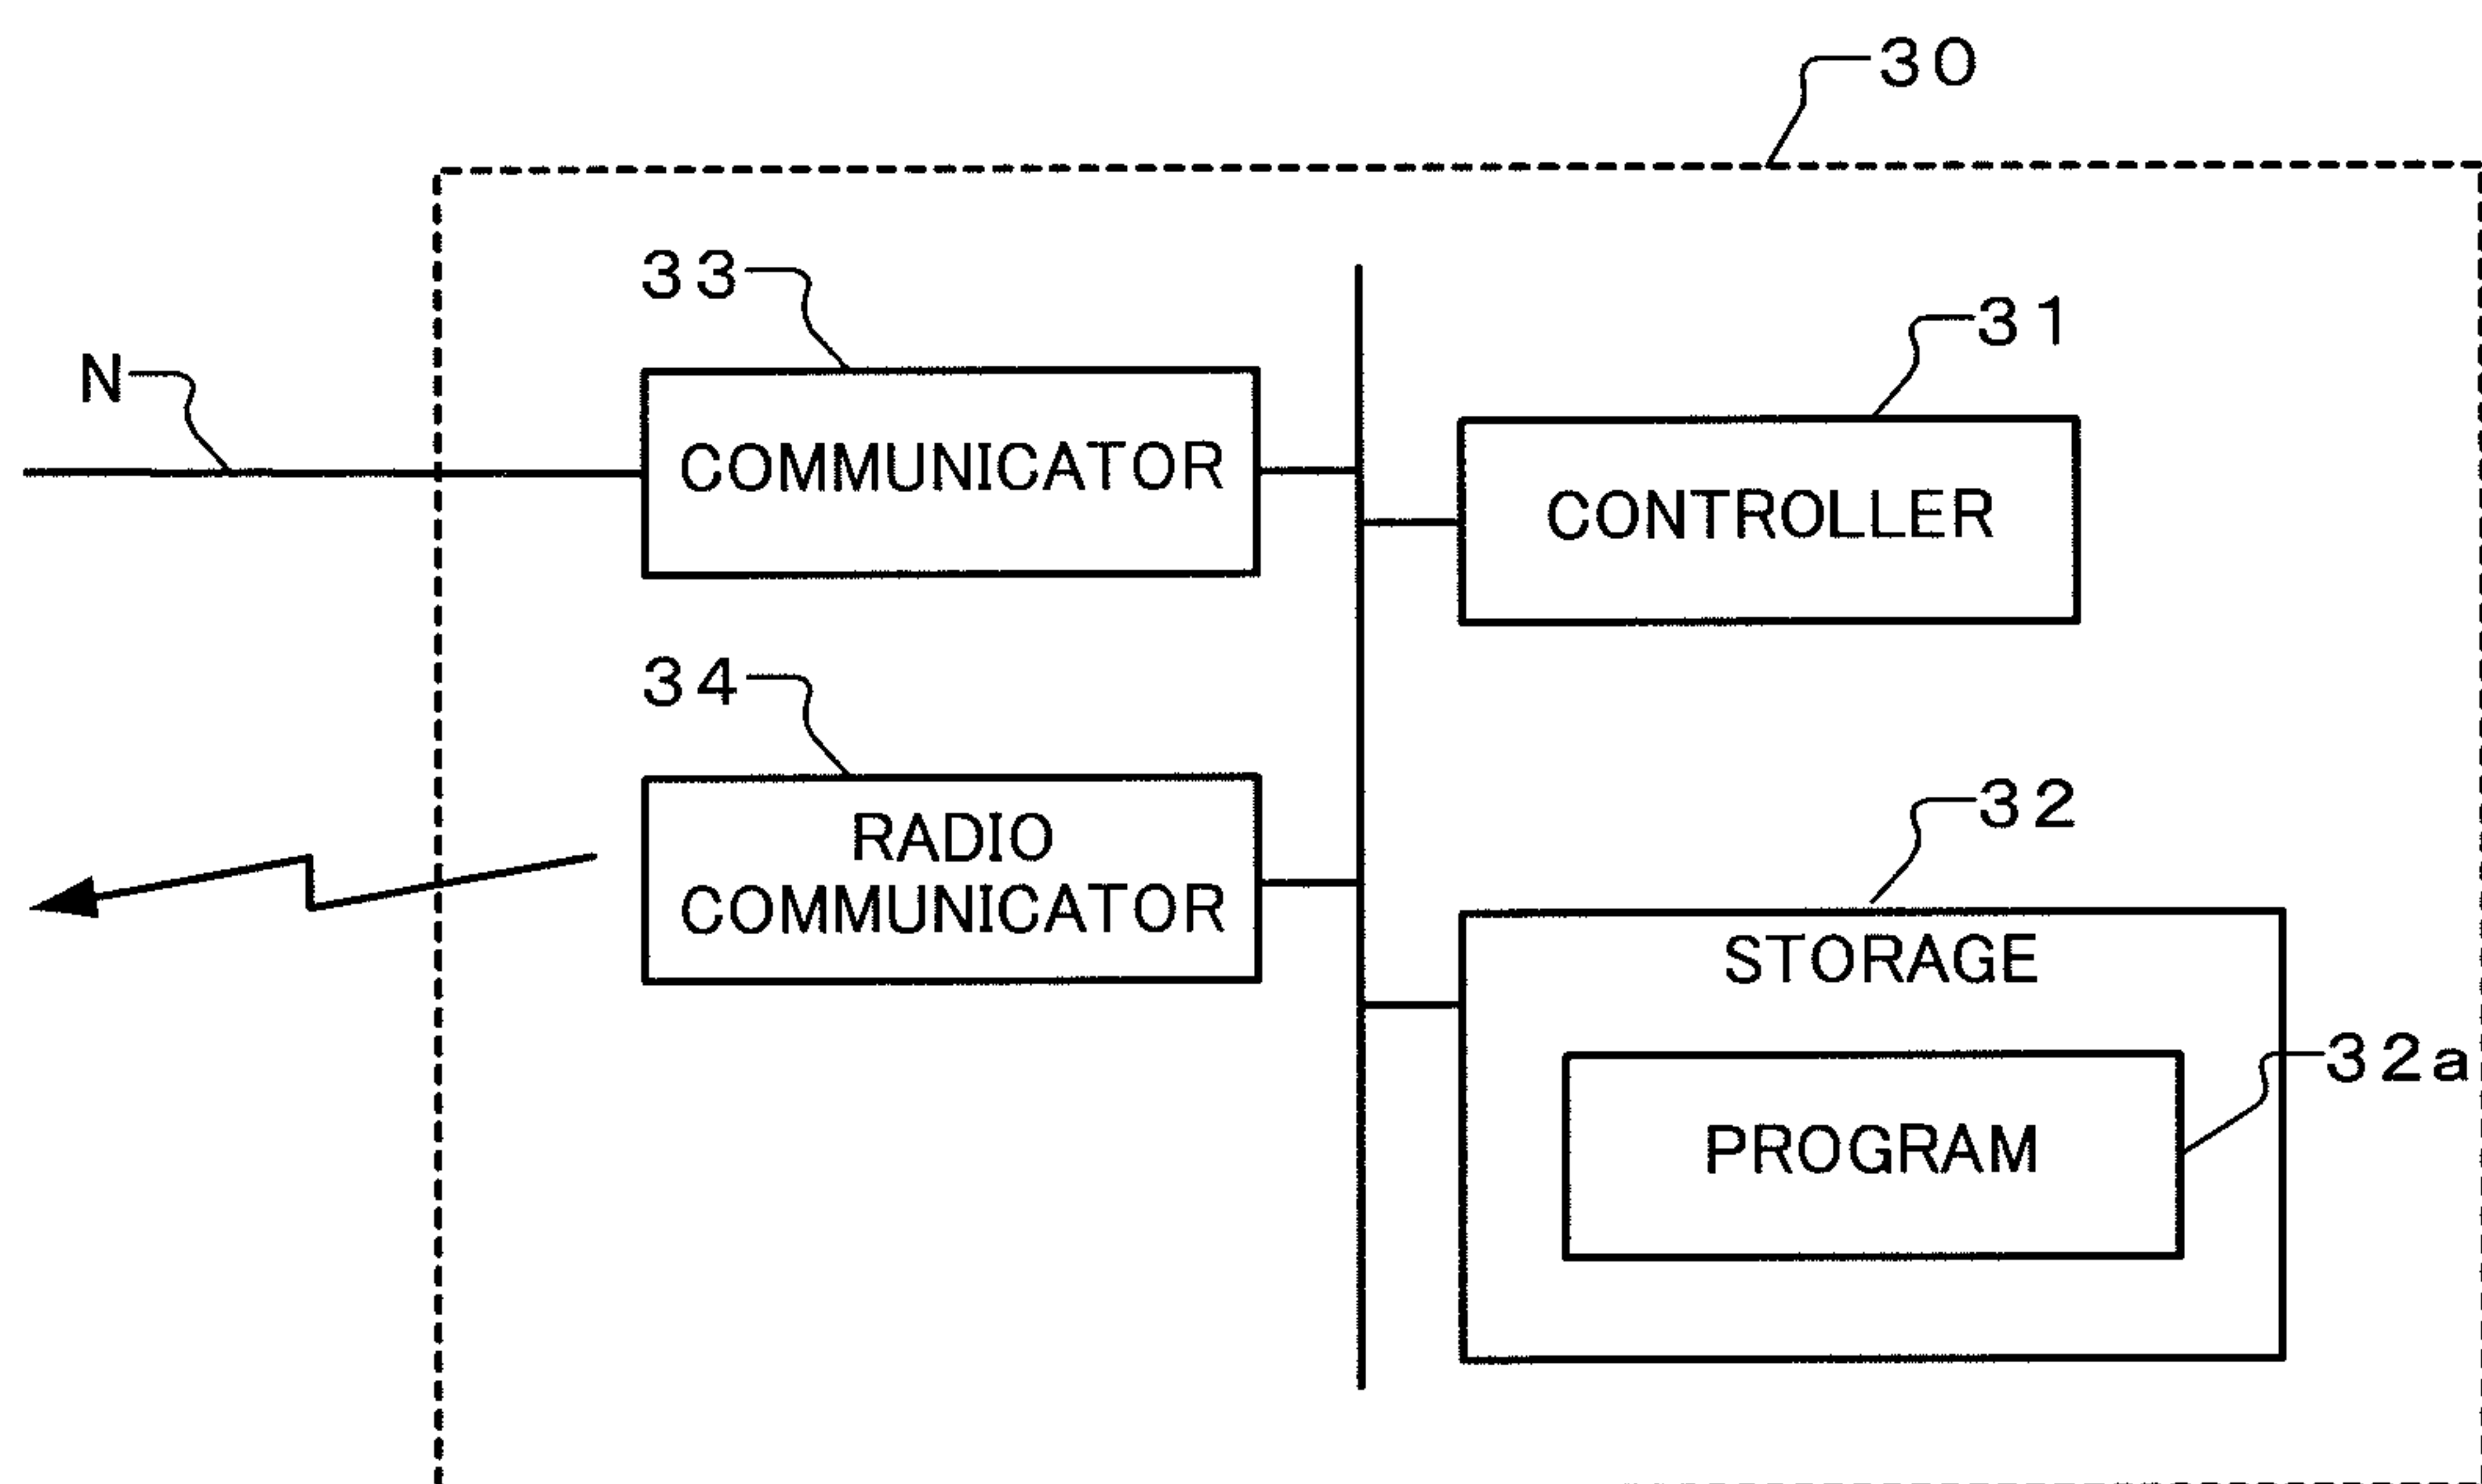 30
33
31
N
COMMUNICATOR
CONTROLLER
34
32
RADIO
COMMUNICATOR
STORAGE
32a
PROGRAM